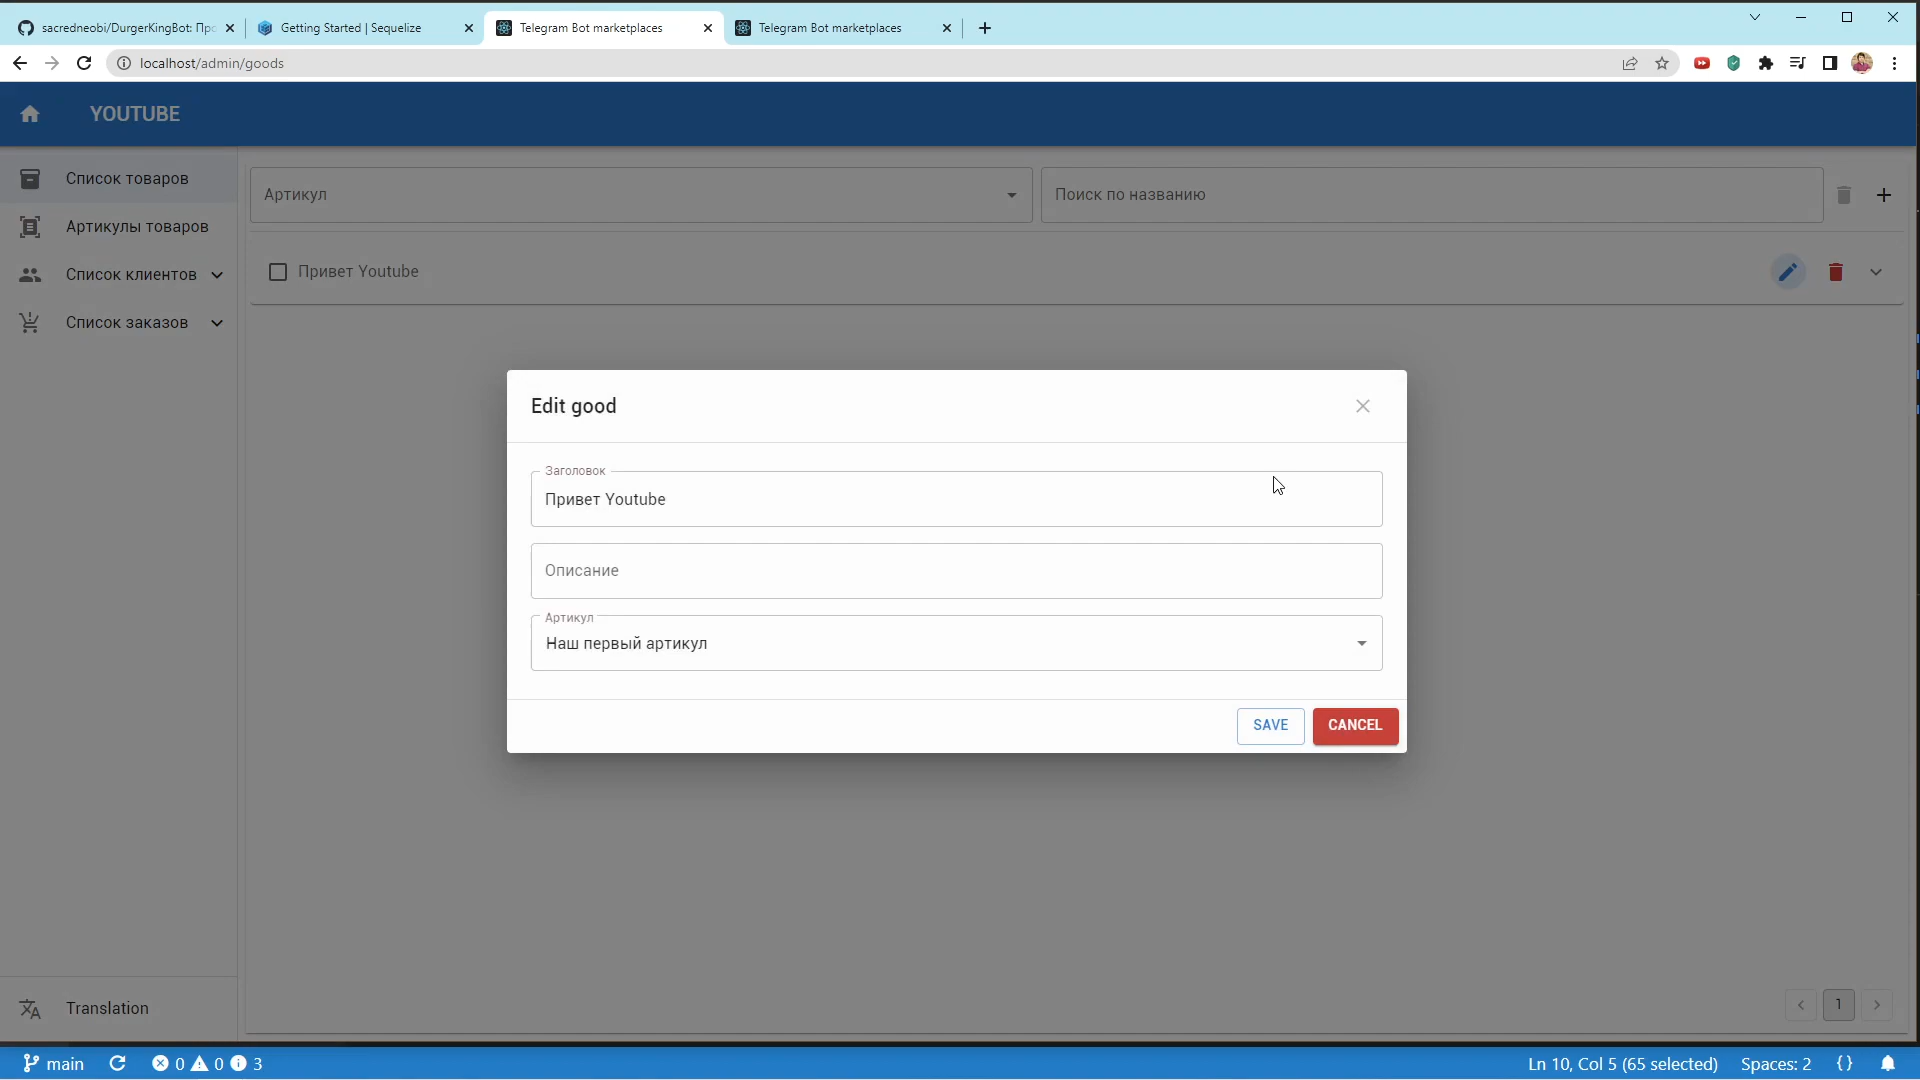 sacredneobi/DurgerKingBot: Прс
Getting Started | Sequelize
Telegram Bot marketplaces
Telegram Bot marketplaces
localhost/admin/goods
YOUTUBE
Список товаров
Артикул
Поиск по названию
Артикулы товаров
Список клиентов
Привет Youtube
Список заказов
Edit good
Заголовок
Привет Youtube
Описание
Артикул
Наш первый артикул
SAVE
CANCEL
1
Translation
main
0
0
3
Ln 10, Col 5 (65 selected)
Spaces: 2
{}